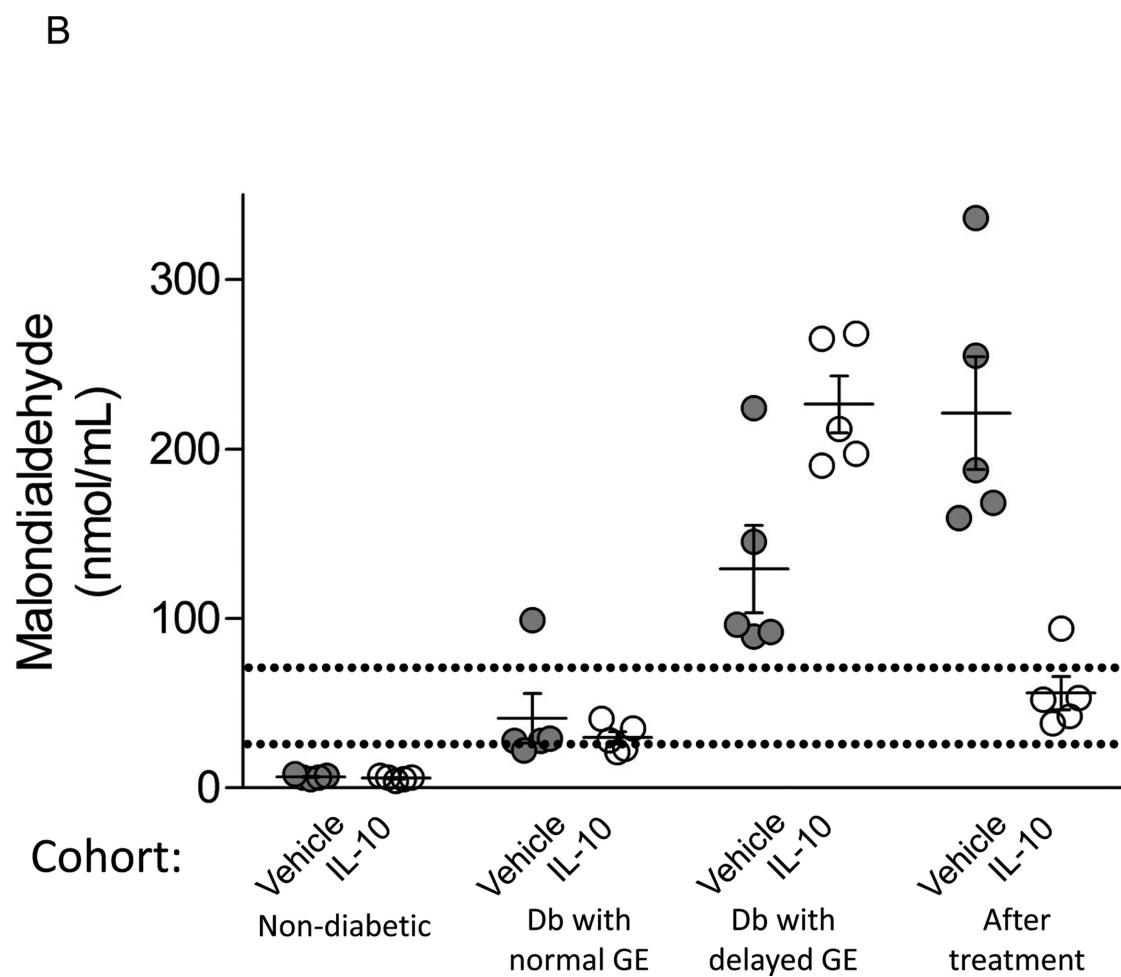 B
Malondialdehyde
(nmol/mL)
300
200
100
0
Cohort:
Vehicle
IL-10
Vehicle
IL-10
Vehicle
IL-10
Vehicle
IL-10
Non-diabetic
Db with
normal GE
Db with
delayed GE
After
treatment